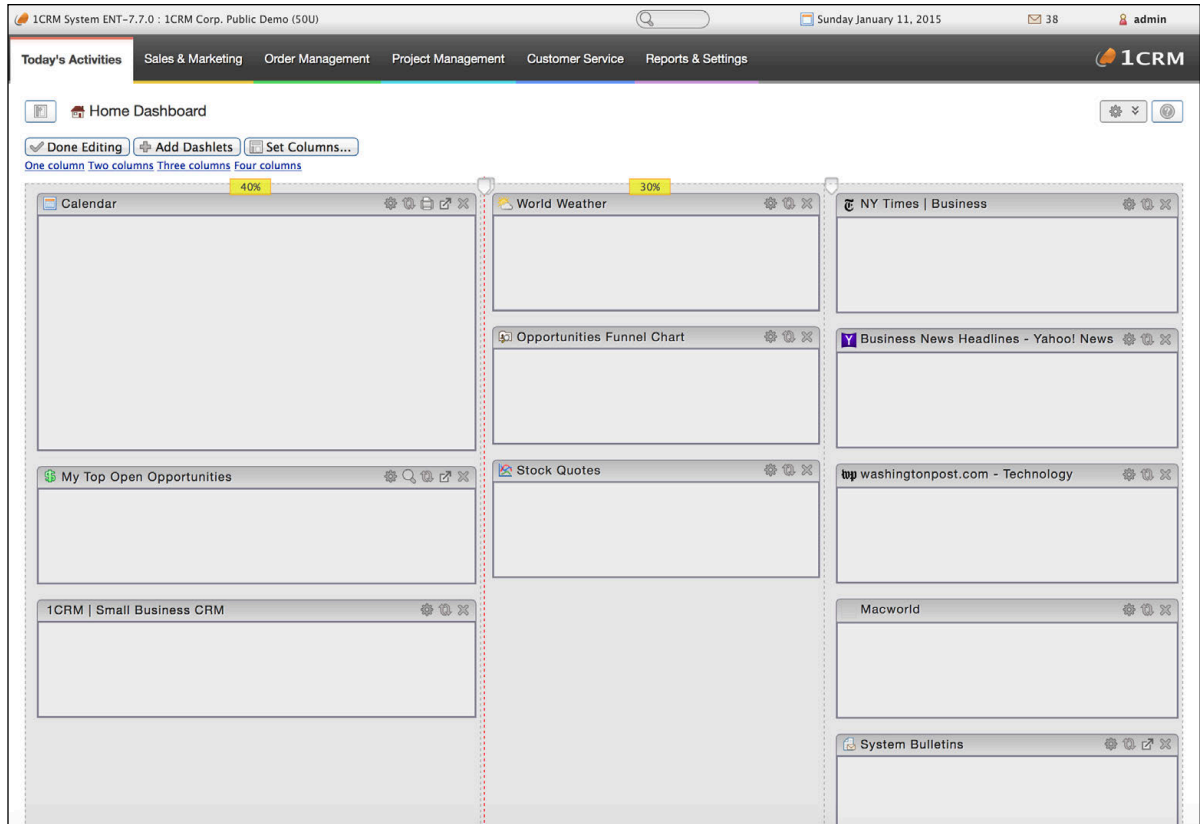 1CRM System ENT-7.7.0 : 1CRM Corp. Public Demo (50U)
Sunday January 11, 2015
38
admin
Today's Activities Sales & Marketing Order Management Project Management Customer Service Reports & Settings
1CRM
Home Dashboard
Done Editing Add Dashlets Set Columns...
One column Two columns Three columns Four columns
40% 30%
Calendar
World Weather
NY Times | Business
Opportunities Funnel Chart
Business News Headlines - Yahoo! News
My Top Open Opportunities
Stock Quotes
wp washingtonpost.com - Technology
1CRM | Small Business CRM
Macworld
System Bulletins